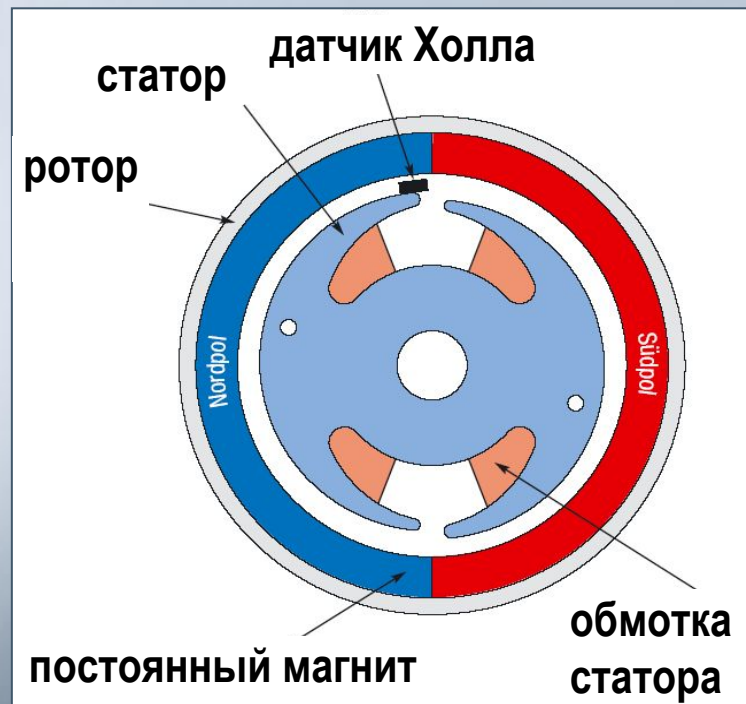 датчик Холла
статор
ротор
Nordpol
Südpol
обмотка
статора
постоянный магнит